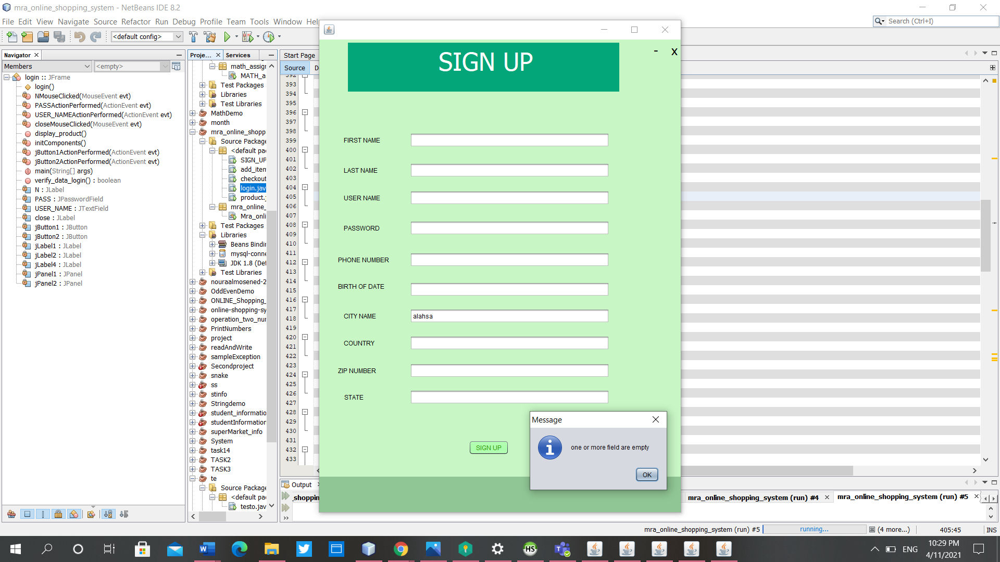 mra_online_shopping_system - NetBeans IDE 8.2
File Edit View Navigate Source Refactor Run Debug Profile Team Tools Window Help
Search (Ctrl+I)
<default config>
Navigator
Members
<empty>
login :: JFrame
login()
NMouseClicked(MouseEvent evt)
PASSActionPerformed(ActionEvent evt)
USER_NAMEActionPerformed(ActionEvent evt)
closeMouseClicked(MouseEvent evt)
display_product()
initComponents()
jButton1ActionPerformed(ActionEvent evt)
jButton2ActionPerformed(ActionEvent evt)
main(String[] args)
verify_data_login() : boolean
N : JLabel
PASS : JPasswordField
USER_NAME : JTextField
close : JLabel
jButton1 : JButton
jButton2 : JButton
jLabel1 : JLabel
jLabel2 : JLabel
jLabel4 : JLabel
jPanel1 : JPanel
jPanel2 : JPanel
Proje...
Services
math_assign
MATH_as
Test Packages
Libraries
Test Libraries
MathDemo
month
mra_online_shopp
Source Package
<default pac
SIGN_UP
add_item
checkout
login.jav
product.j
mra_online_
Mra_onli
Test Packages
Libraries
Beans Bindin
mysql-conne
JDK 1.8 (Def
Test Libraries
nouraalmosened-2
OddEvenDemo
ONLINE_Shopping_
online-shopping-sy
operation_two_nur
PrintNumbers
project
readAndWrite
sampleException
Secondproject
snake
ss
stinfo
Stringdemo
student_informatio
studentInformation
superMarket_info
System
task14
TASK2
TASK3
te
Source Package
<default pac
testo.jav
Start Page
Source
D
392
393
394
395
396
397
398
399
400
401
402
403
404
405
406
407
408
409
410
411
412
413
414
415
416
417
418
419
420
421
422
423
424
425
426
427
428
429
430
431
432
433
- X
SIGN UP
FIRST NAME
LAST NAME
USER NAME
PASSWORD
PHONE NUMBER
BIRTH OF DATE
CITY NAME
alahsa
COUNTRY
ZIP NUMBER
STATE
SIGN UP
Message
one or more field are empty
OK
Output
_shoppin
mra_online_shopping_system (run) #4
mra_online_shopping_system (run) #5
mra_online_shopping_system (run) #5
running...
(4 more...)
405:45
INS
ENG
10:29 PM
4/11/2021